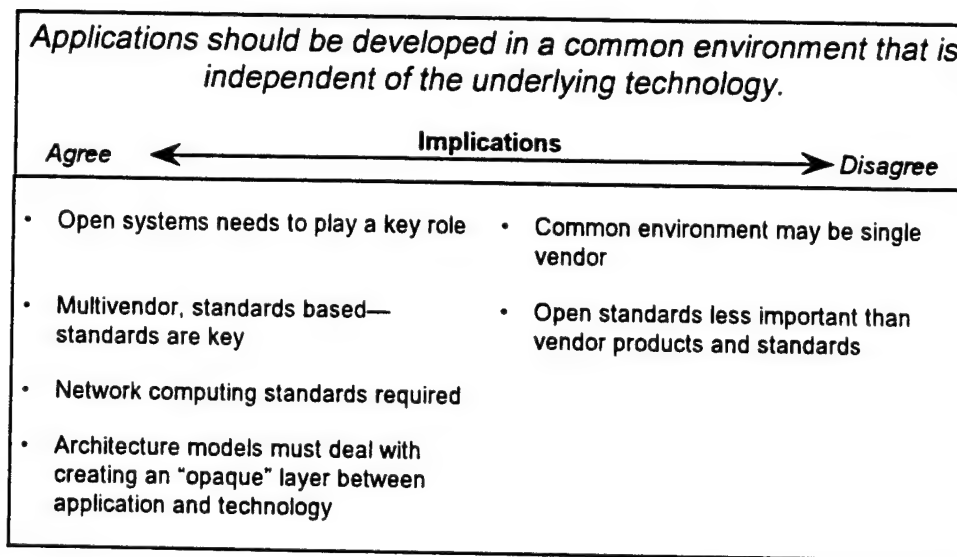 Applications should be developed in a common environment that is
independent of the underlying technology.
Implications
Agree
Disagree
• Open systems needs to play a key role
• Multivendor, standards based—
standards are key
• Network computing standards required
• Architecture models must deal with
creating an "opaque" layer between
application and technology
• Common environment may be single
vendor
• Open standards less important than
vendor products and standards